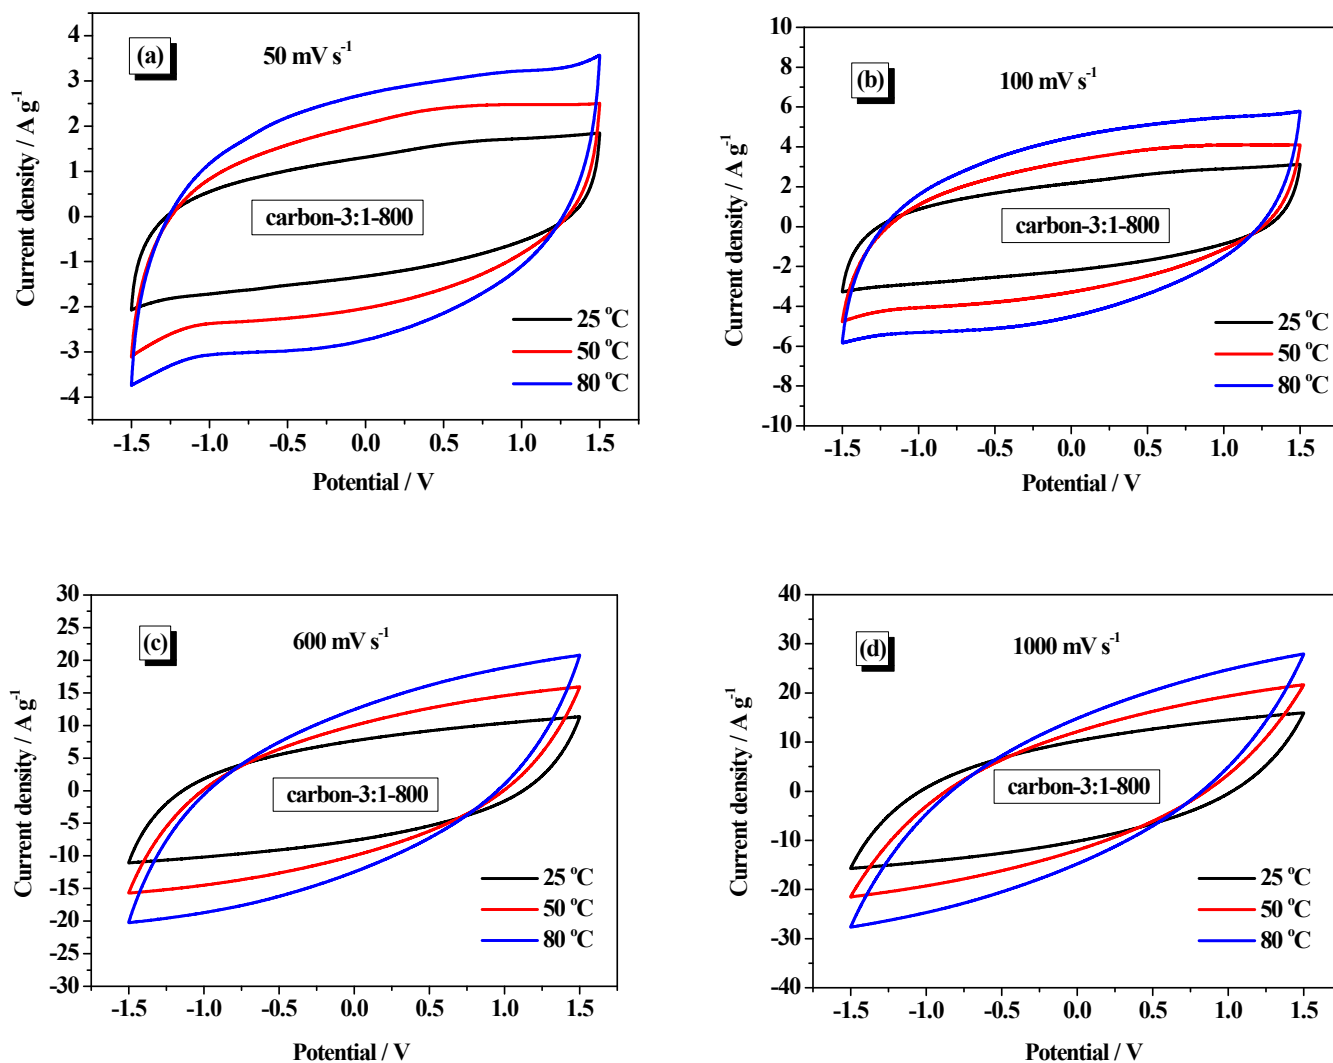 (a)
50 mV s-1
Current density / A g-1
4
3
2
1
0
-1
-2
-3
-4
carbon-3:1-800
25 °C
50 °C
80 °C
-1.5 -1.0 -0.5 0.0 0.5 1.0 1.5
Potential / V
(b)
100 mV s-1
Current density / A g-1
10
8
6
4
2
0
-2
-4
-6
-8
-10
carbon-3:1-800
25 °C
50 °C
80 °C
-1.5 -1.0 -0.5 0.0 0.5 1.0 1.5
Potential / V
(c)
600 mV s-1
Current density / A g-1
30
25
20
15
10
5
0
-5
-10
-15
-20
-25
-30
carbon-3:1-800
25 °C
50 °C
80 °C
-1.5 -1.0 -0.5 0.0 0.5 1.0 1.5
Potential / V
(d)
1000 mV s-1
Current density / A g-1
40
30
20
10
0
-10
-20
-30
-40
carbon-3:1-800
25 °C
50 °C
80 °C
-1.5 -1.0 -0.5 0.0 0.5 1.0 1.5
Potential / V